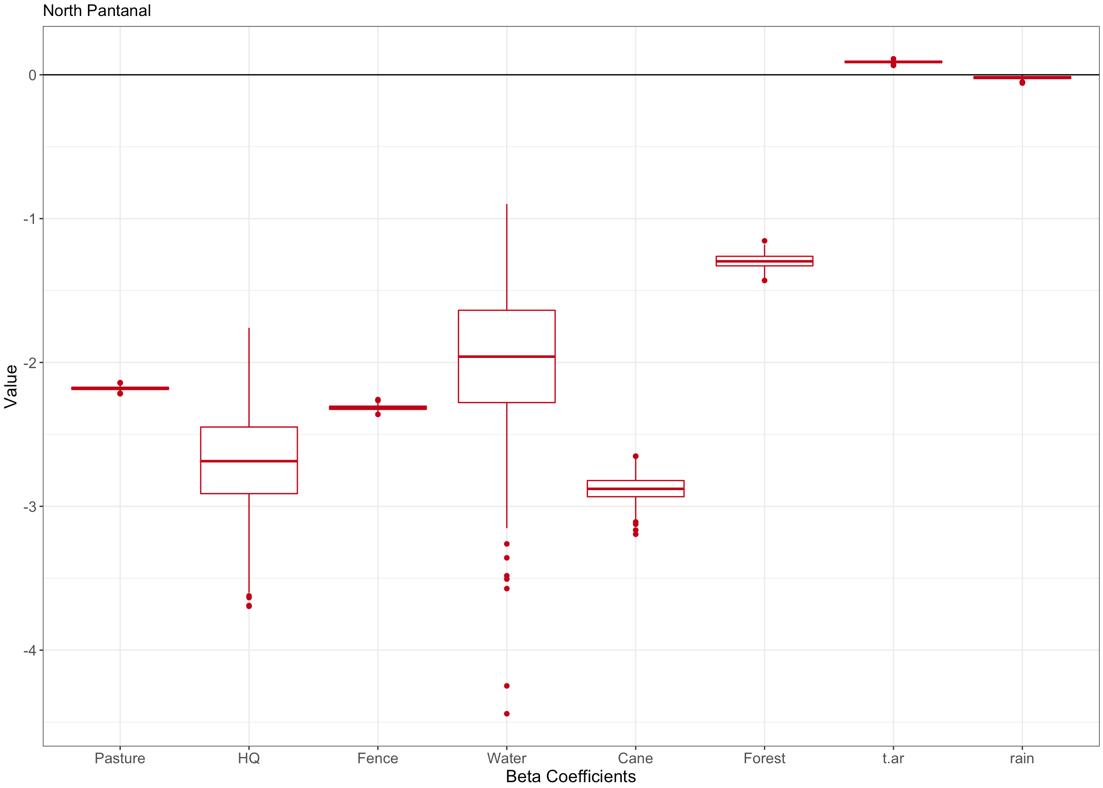 North Pantanal
Value
0
-1
-2
-3
-4
Pasture HQ Fence Water Cane Forest t.ar rain
Beta Coefficients